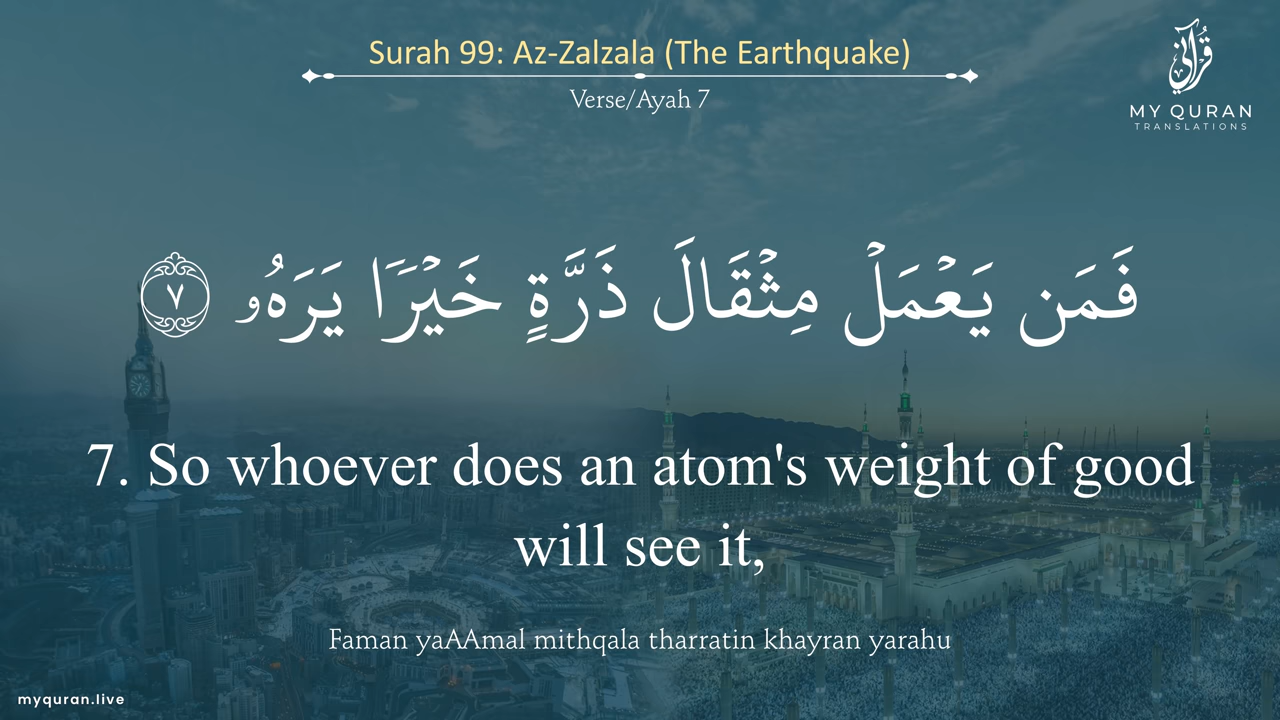 Surah 99: Az-Zalzala (The Earthquake)
Verse/Ayah 7
قرآني
MY QURAN
TRANSLATIONS
فَمَن يَعْمَلْ مِثْقَالَ ذَرَّةٍ خَيْرًا يَرَهُۥ ٧
7. So whoever does an atom's weight of good
will see it,
Faman yaAAmal mithqala tharratin khayran yarahu
myquran.live